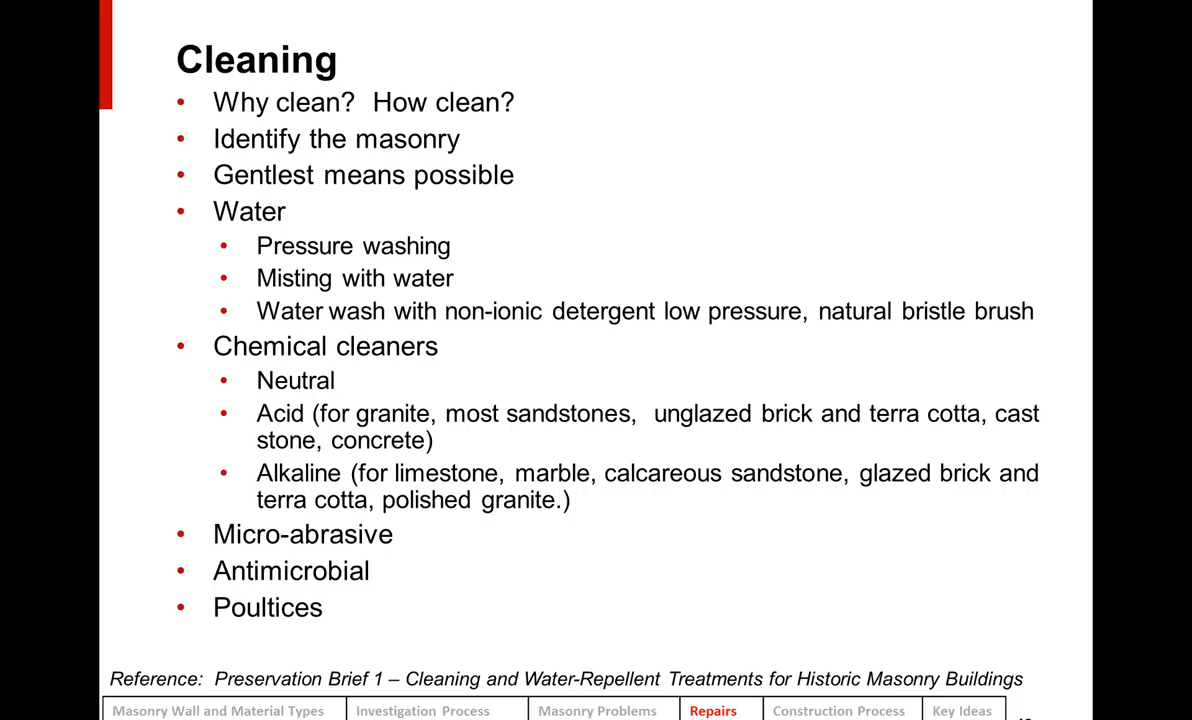 Cleaning
• Why clean?  How clean?
• Identify the masonry
• Gentlest means possible
• Water
• Pressure washing
• Misting with water
• Water wash with non-ionic detergent low pressure, natural bristle brush
• Chemical cleaners
• Neutral
• Acid (for granite, most sandstones,  unglazed brick and terra cotta, cast
stone, concrete)
• Alkaline (for limestone, marble, calcareous sandstone, glazed brick and
terra cotta, polished granite.)
• Micro-abrasive
• Antimicrobial
• Poultices
Reference:  Preservation Brief 1 – Cleaning and Water-Repellent Treatments for Historic Masonry Buildings
Masonry Wall and Material Types Investigation Process Masonry Problems Repairs Construction Process Key Ideas